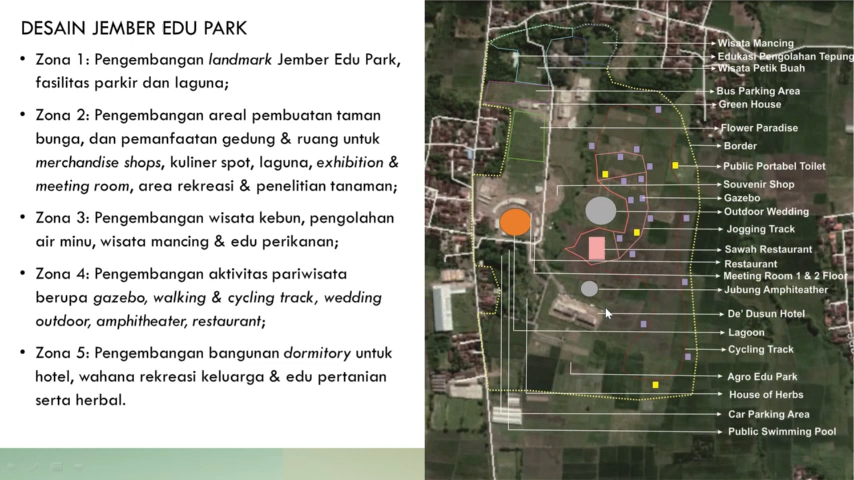 DESAIN JEMBER EDU PARK
• Zona 1: Pengembangan landmark Jember Edu Park,
fasilitas parkir dan laguna;
• Zona 2: Pengembangan areal pembuatan taman
bunga, dan pemanfaatan gedung & ruang untuk
merchandise shops, kuliner spot, laguna, exhibition &
meeting room, area rekreasi & penelitian tanaman;
• Zona 3: Pengembangan wisata kebun, pengolahan
air minu, wisata mancing & edu perikanan;
• Zona 4: Pengembangan aktivitas pariwisata
berupa gazebo, walking & cycling track, wedding
outdoor, amphitheater, restaurant;
• Zona 5: Pengembangan bangunan dormitory untuk
hotel, wahana rekreasi keluarga & edu pertanian
serta herbal.
Wisata Mancing
Edukasi Pengolahan Tepung
Wisata Petik Buah
Bus Parking Area
Green House
Flower Paradise
Border
Public Portabel Toilet
Souvenir Shop
Gazebo
Outdoor Wedding
Jogging Track
Sawah Restaurant
Restaurant
Meeting Room 1 & 2 Floor
Jubung Amphiteather
De' Dusun Hotel
Lagoon
Cycling Track
Agro Edu Park
House of Herbs
Car Parking Area
Public Swimming Pool